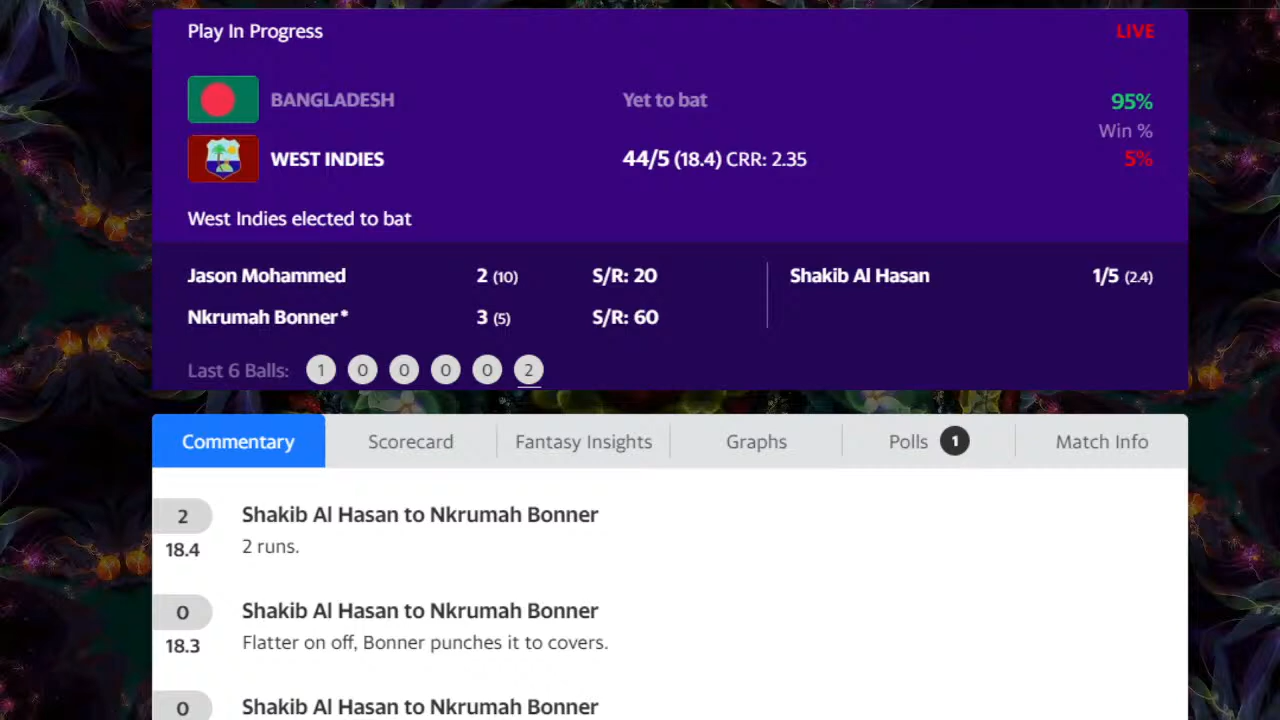 Play In Progress LIVE
BANGLADESH Yet to bat 95%
Win %
WEST INDIES 44/5 (18.4) CRR: 2.35 5%
West Indies elected to bat
Jason Mohammed 2 (10) S/R: 20 Shakib Al Hasan 1/5 (2.4)
Nkrumah Bonner* 3 (5) S/R: 60
Last 6 Balls: 1 0 0 0 0 2
Commentary Scorecard Fantasy Insights Graphs Polls 1 Match Info
2 Shakib Al Hasan to Nkrumah Bonner
18.4 2 runs.
0 Shakib Al Hasan to Nkrumah Bonner
18.3 Flatter on off, Bonner punches it to covers.
0 Shakib Al Hasan to Nkrumah Bonner